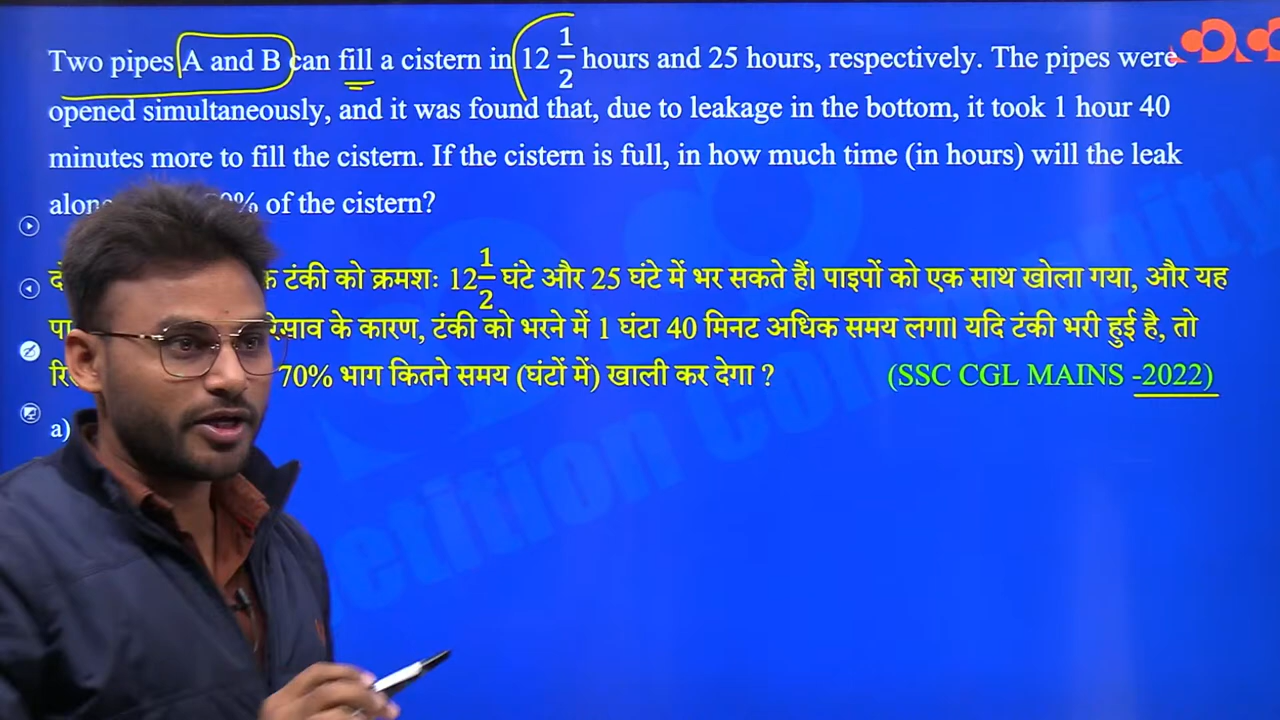 Two pipes A and B can fill a cistern in 12 1/2 hours and 25 hours, respectively. The pipes were
opened simultaneously, and it was found that, due to leakage in the bottom, it took 1 hour 40
minutes more to fill the cistern. If the cistern is full, in how much time (in hours) will the leak
of the cistern?
टंकी को क्रमशः 12 1/2 घंटे और 25 घंटे में भर सकते हैं। पाइपों को एक साथ खोला गया, और यह
के कारण, टंकी को भरने में 1 घंटा 40 मिनट अधिक समय लगा। यदि टंकी भरी हुई है, तो
70% भाग कितने समय (घंटों में) खाली कर देगा ? (SSC CGL MAINS -2022)
a)